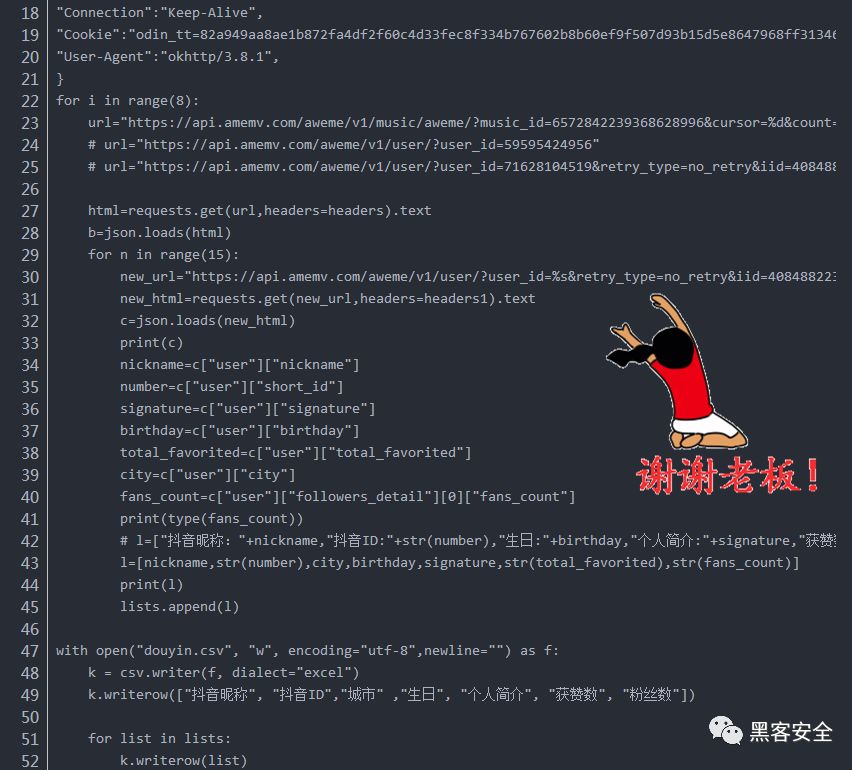 18 "Connection":"Keep-Alive",
19 "Cookie":"odin_tt=82a949aa8ae1b872fa4df2f60c4d33fec8f334b767602b8b60ef9f507d93b15d5e8647968ff31346
20 "User-Agent":"okhttp/3.8.1",
21 }
22 for i in range(8):
23 url="https://api.amemv.com/aweme/v1/music/aweme/?music_id=6572842239368628996&cursor=%d&count=
24 # url="https://api.amemv.com/aweme/v1/user/?user_id=59595424956"
25 # url="https://api.amemv.com/aweme/v1/user/?user_id=71628104519&retry_type=no_retry&iid=408488
26
27 html=requests.get(url,headers=headers).text
28 b=json.loads(html)
29 for n in range(15):
30 new_url="https://api.amemv.com/aweme/v1/user/?user_id=%s&retry_type=no_retry&iid=408488223
31 new_html=requests.get(new_url,headers=headers1).text
32 c=json.loads(new_html)
33 print(c)
34 nickname=c["user"]["nickname"]
35 number=c["user"]["short_id"]
36 signature=c["user"]["signature"]
37 birthday=c["user"]["birthday"]
38 total_favorited=c["user"]["total_favorited"]
39 city=c["user"]["city"]
40 fans_count=c["user"]["followers_detail"][0]["fans_count"]
41 print(type(fans_count))
42 # l=["抖音昵称："+nickname,"抖音ID:"+str(number),"生日:"+birthday,"个人简介:"+signature,"获赞
43 l=[nickname,str(number),city,birthday,signature,str(total_favorited),str(fans_count)]
44 print(l)
45 lists.append(l)
46
47 with open("douyin.csv", "w", encoding="utf-8",newline="") as f:
48 k = csv.writer(f, dialect="excel")
49 k.writerow(["抖音昵称", "抖音ID","城市" ,"生日", "个人简介", "获赞数", "粉丝数"])
50
51 for list in lists:
52 k.writerow(list)
谢谢老板！
黑客安全